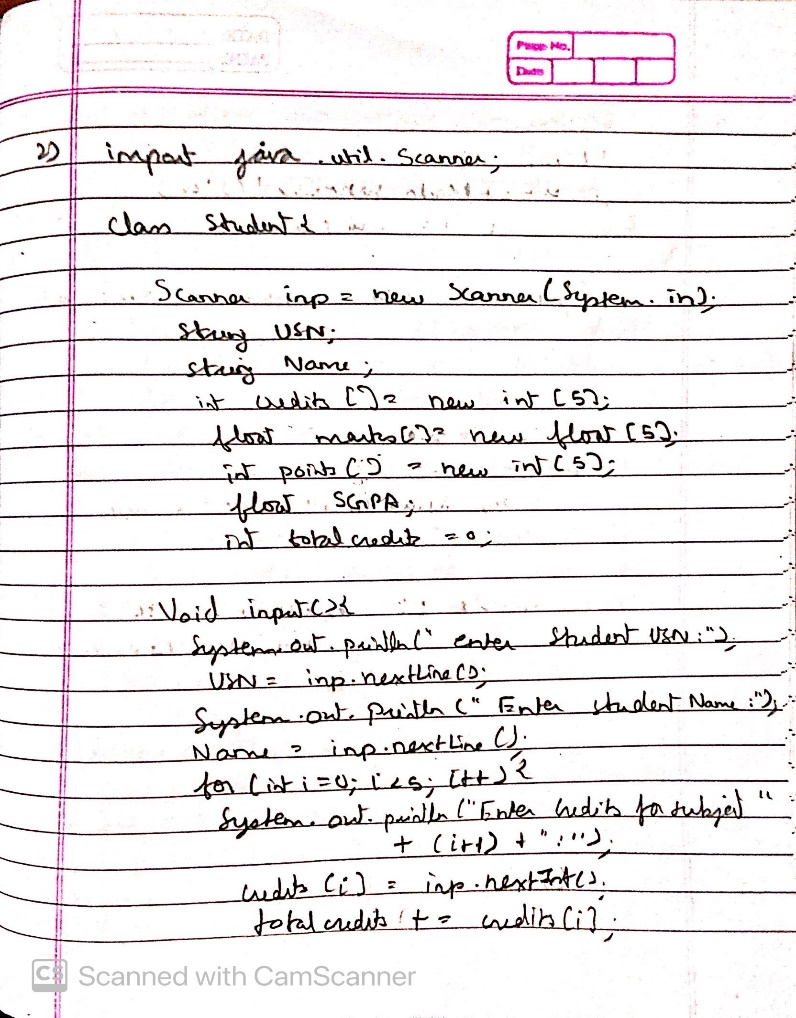 Page No.
Date
2) import java.util.Scanner;
class Student {
Scanner inp = new Scanner(System.in);
String USN;
String Name;
int credits []= new int [5];
float marks[]= new float [5];
int points [] = new int [5];
float SGPA;
int total credits = 0;
Void input(){
System.out.println(" enter Student USN:");
USN = inp.nextLine();
System.out.println (" Enter student Name :");
Name = inp.nextLine ();
for (int i=0; i<5; i++) {
System.out.println ("Enter credits for subject "
+ (i+1) + ":");
credits [i] = inp.nextInt();
total credits += credits [i];
CS Scanned with CamScanner